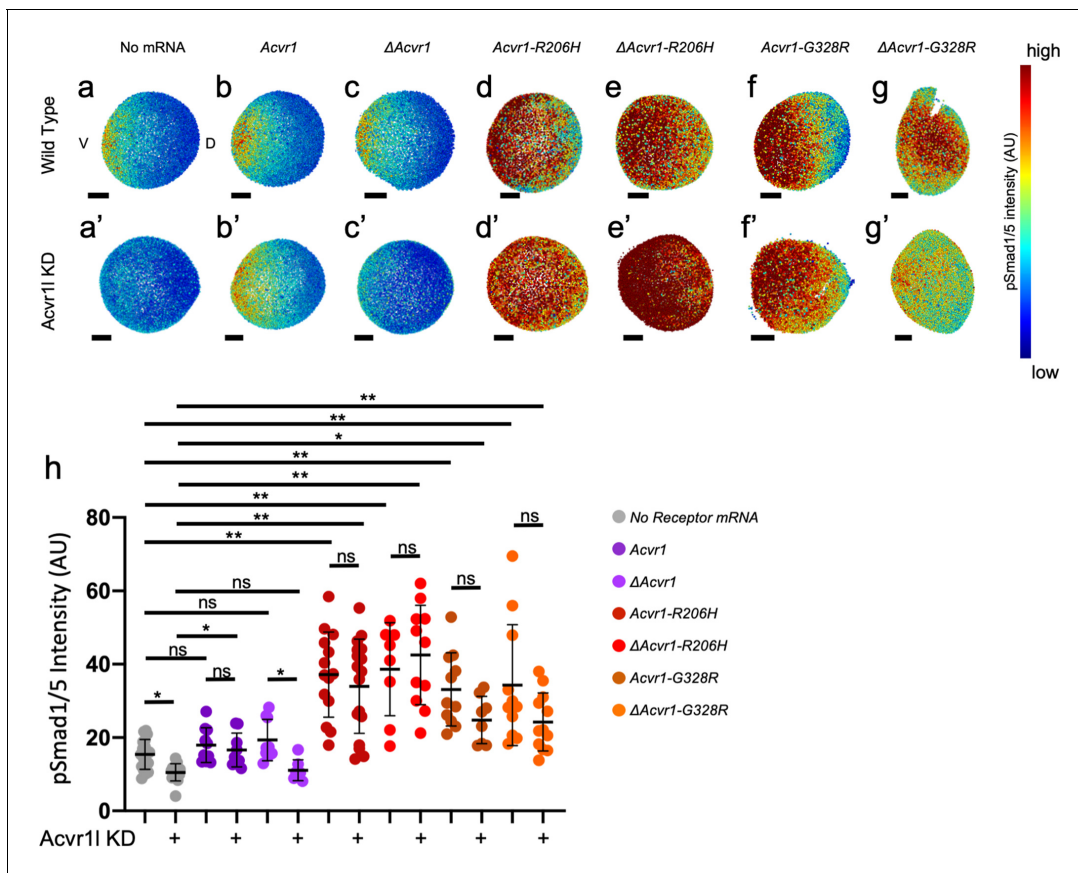 No mRNA Acvr1 ΔAcvr1 Acvr1-R206H ΔAcvr1-R206H Acvr1-G328R ΔAcvr1-G328R
high
a b c d e f g
Wild Type
V D
pSmad1/5 intensity (AU)
a’ b’ c’ d’ e’ f’ g’
Acvr1l KD
low
**
**
*
**
h
**
**
**
**
ns
ns
*
ns
ns
*
*
ns
ns
ns
ns
80
60
40
20
0
pSmad1/5 Intensity (AU)
Acvr1l KD + + + + + + +
No Receptor mRNA
Acvr1
ΔAcvr1
Acvr1-R206H
ΔAcvr1-R206H
Acvr1-G328R
ΔAcvr1-G328R